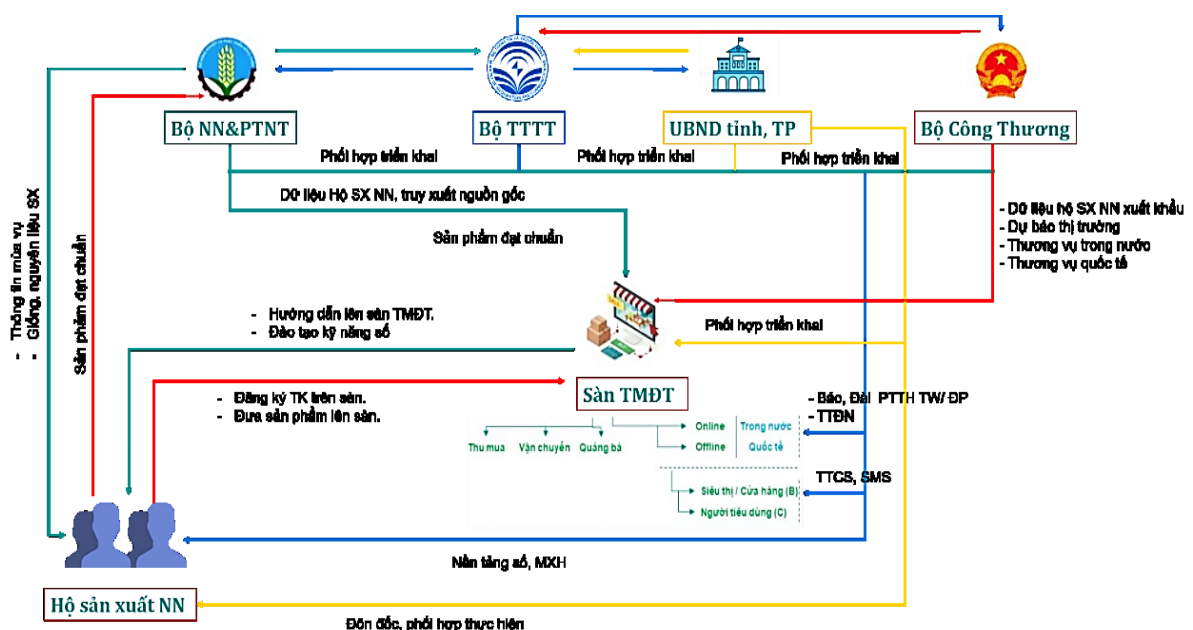 Bộ NN&PTNT
Bộ TTTT
UBND tỉnh, TP
Bộ Công Thương
Phối hợp triển khai
Phối hợp triển khai
Phối hợp triển khai
Dữ liệu Hộ SX NN, truy xuất nguồn gốc
Sản phẩm đạt chuẩn
- Dữ liệu hộ SX NN xuất khẩu
- Dự báo thị trường
- Thương vụ trong nước
- Thương vụ quốc tế
- Thông tin mùa vụ
- Giống, nguyên liệu SX
Sản phẩm đạt chuẩn
- Hướng dẫn lên sàn TMĐT.
- Đào tạo kỹ năng số
Phối hợp triển khai
- Đăng ký TK trên sàn.
- Đưa sản phẩm lên sàn.
Sàn TMĐT
- Báo, Đài PTTH TW/ ĐP
- TTĐN
Thu mua
Vận chuyển
Quảng bá
Online
Offline
Trong nước
Quốc tế
TTCS, SMS
Siêu thị / Cửa hàng (B)
Người tiêu dùng (C)
Nền tảng số, MXH
Hộ sản xuất NN
Đôn đốc, phối hợp thực hiện